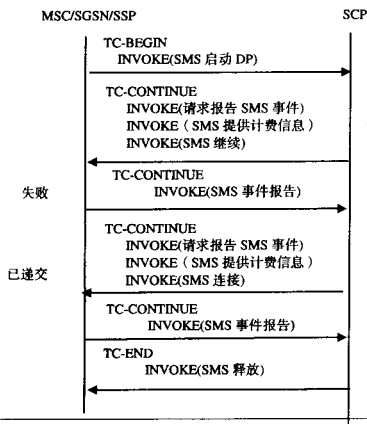 MSC/SGSN/SSP SCP
TC-BEGIN
INVOKE(SMS 启动 DP)
TC-CONTINUE
INVOKE(请求报告 SMS 事件)
INVOKE（SMS 提供计费信息）
INVOKE(SMS 继续)
TC-CONTINUE
失败 INVOKE(SMS 事件报告)
TC-CONTINUE
INVOKE(请求报告 SMS 事件)
INVOKE（SMS 提供计费信息）
已递交 INVOKE(SMS 连接)
TC-CONTINUE
INVOKE(SMS 事件报告)
TC-END
INVOKE(SMS 释放)